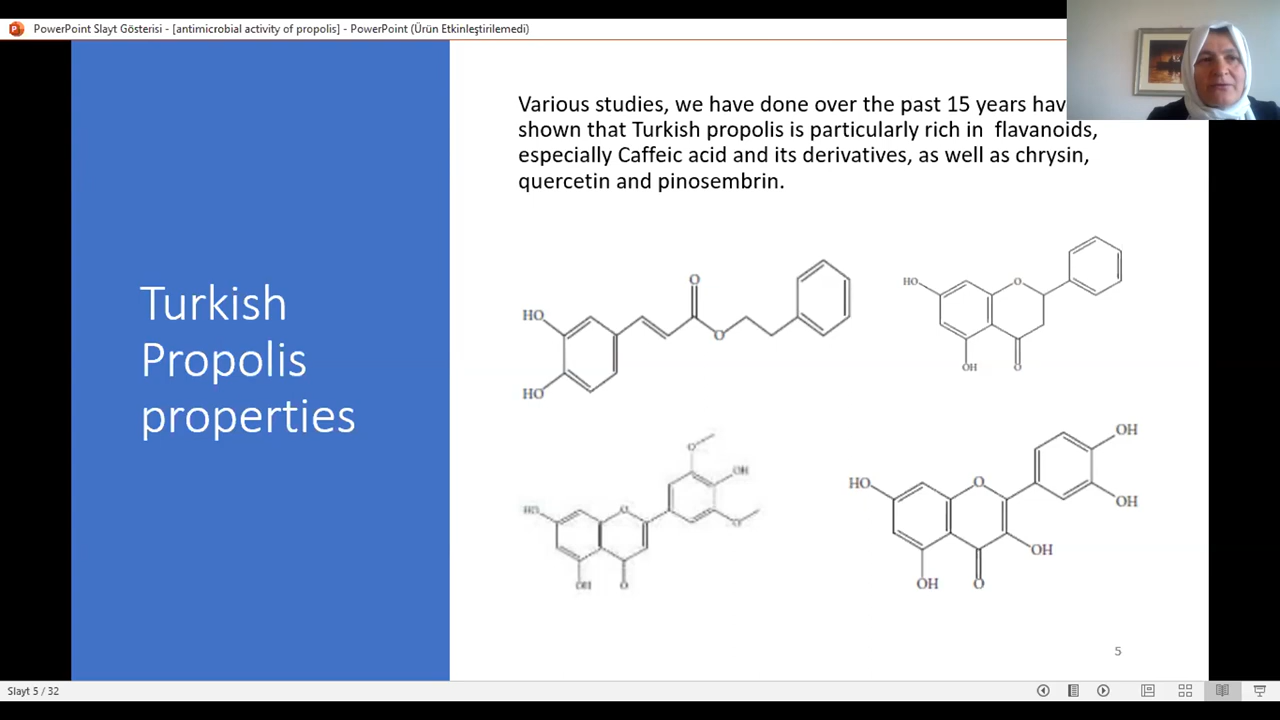 PowerPoint Slayt Gösterisi - [antimicrobial activity of propolis] - PowerPoint (Ürün Etkinleştirilemedi)
Various studies, we have done over the past 15 years hav
shown that Turkish propolis is particularly rich in flavanoids,
especially Caffeic acid and its derivatives, as well as chrysin,
quercetin and pinosembrin.
Turkish
Propolis
properties
O
HO
O
HO
HO
O
OH
O
O
OH
HO
O
O
OH
O
OH
HO
O
OH
OH
OH
O
5
Slayt 5 / 32